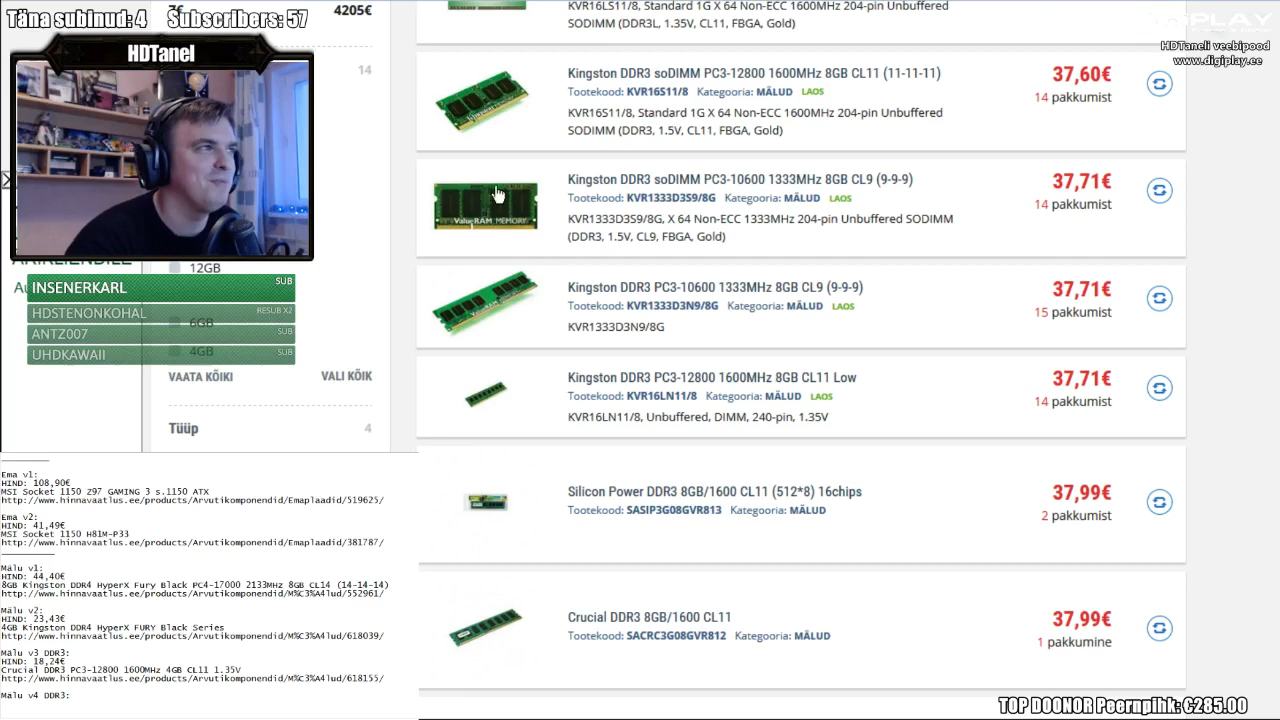 Täna subinud: 4 Subscribers: 57
HDTanel
INSENERKARL SUB
HDSTENONKOHAL RESUB X2
ANTZ007 SUB
UHDKAWAII SUB
7€ 4205€
14
12GB
6GB
4GB
VAATA KÕIKI VALI KÕIK
Tüüp 4
Ema v1:
HIND: 108,90€
MSI Socket 1150 Z97 GAMING 3 s.1150 ATX
http://www.hinnavaatlus.ee/products/Arvutikomponendid/Emaplaadid/519625/
Ema v2:
HIND: 41,49€
MSI Socket 1150 H81M-P33
http://www.hinnavaatlus.ee/products/Arvutikomponendid/Emaplaadid/381787/
Mälu v1:
HIND: 44,40€
8GB Kingston DDR4 HyperX Fury Black PC4-17000 2133MHz 8GB CL14 (14-14-14)
http://www.hinnavaatlus.ee/products/Arvutikomponendid/M%C3%A4lud/552961/
Mälu v2:
HIND: 23,43€
4GB Kingston DDR4 HyperX FURY Black Series
http://www.hinnavaatlus.ee/products/Arvutikomponendid/M%C3%A4lud/618039/
Mälu v3 DDR3:
HIND: 18,24€
Crucial DDR3 PC3-12800 1600MHz 4GB CL11 1.35V
http://www.hinnavaatlus.ee/products/Arvutikomponendid/M%C3%A4lud/618155/
Mälu v4 DDR3:
KVR16LS11/8, Standard 1G X 64 Non-ECC 1600MHz 204-pin Unbuffered
SODIMM (DDR3L, 1.35V, CL11, FBGA, Gold)
HDTaneli veebipood
www.digiplay.ee
Kingston DDR3 soDIMM PC3-12800 1600MHz 8GB CL11 (11-11-11) 37,60€
Tootekood: KVR16S11/8 Kategooria: MÄLUD LAOS 14 pakkumist
KVR16S11/8, Standard 1G X 64 Non-ECC 1600MHz 204-pin Unbuffered
SODIMM (DDR3, 1.5V, CL11, FBGA, Gold)
Kingston DDR3 soDIMM PC3-10600 1333MHz 8GB CL9 (9-9-9) 37,71€
Tootekood: KVR1333D3S9/8G Kategooria: MÄLUD LAOS 14 pakkumist
KVR1333D3S9/8G, X 64 Non-ECC 1333MHz 204-pin Unbuffered SODIMM
(DDR3, 1.5V, CL9, FBGA, Gold)
ValueRAM MEMORY
Kingston DDR3 PC3-10600 1333MHz 8GB CL9 (9-9-9) 37,71€
Tootekood: KVR1333D3N9/8G Kategooria: MÄLUD LAOS 15 pakkumist
KVR1333D3N9/8G
Kingston DDR3 PC3-12800 1600MHz 8GB CL11 Low 37,71€
Tootekood: KVR16LN11/8 Kategooria: MÄLUD LAOS 14 pakkumist
KVR16LN11/8, Unbuffered, DIMM, 240-pin, 1.35V
Silicon Power DDR3 8GB/1600 CL11 (512*8) 16chips 37,99€
Tootekood: SASIP3G08GVR813 Kategooria: MÄLUD 2 pakkumist
Crucial DDR3 8GB/1600 CL11 37,99€
Tootekood: SACRC3G08GVR812 Kategooria: MÄLUD 1 pakkumine
TOP DOONOR Peernpihk: €285.00